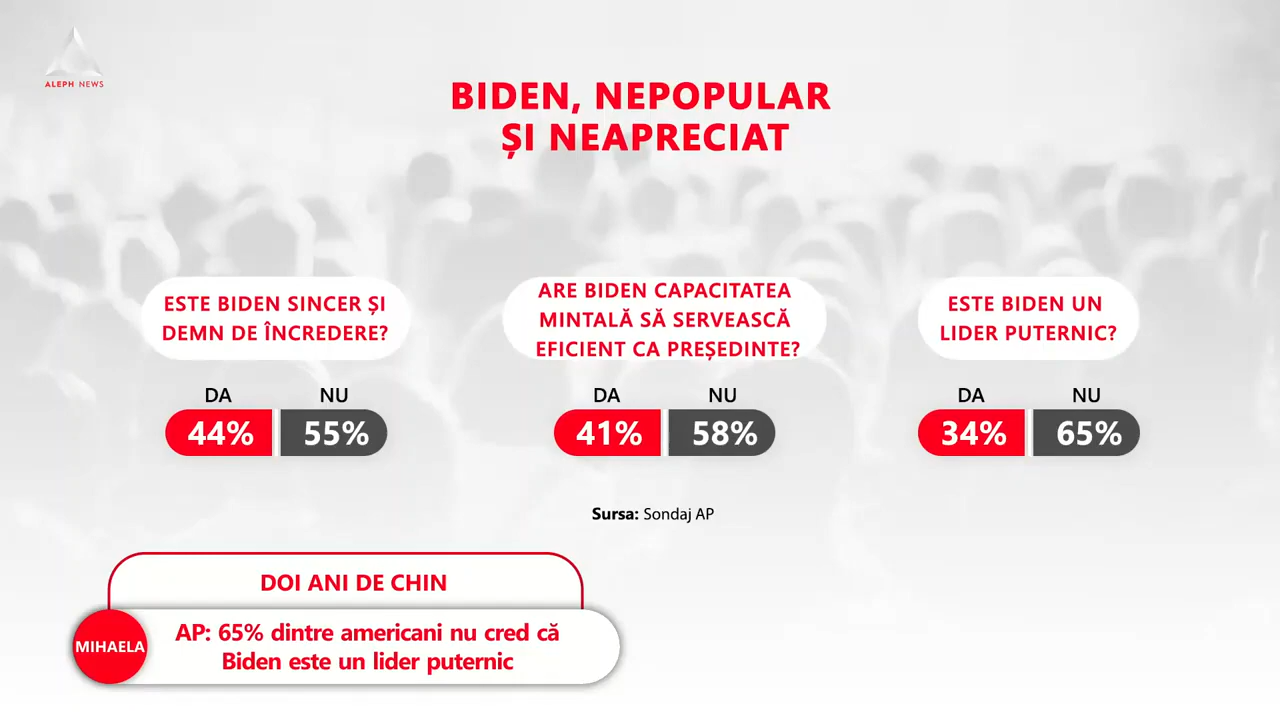 ALEPH NEWS
BIDEN, NEPOPULAR
ȘI NEAPRECIAT
ESTE BIDEN SINCER ȘI
DEMN DE ÎNCREDERE?
DA NU
44% 55%
ARE BIDEN CAPACITATEA
MINTALĂ SĂ SERVEASCĂ
EFICIENT CA PREȘEDINTE?
DA NU
41% 58%
ESTE BIDEN UN
LIDER PUTERNIC?
DA NU
34% 65%
Sursa: Sondaj AP
DOI ANI DE CHIN
MIHAELA
AP: 65% dintre americani nu cred că
Biden este un lider puternic